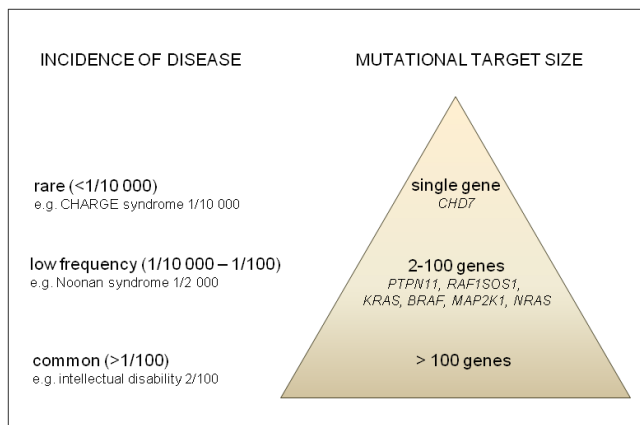 INCIDENCE OF DISEASE
MUTATIONAL TARGET SIZE
rare (<1/10 000)
e.g. CHARGE syndrome 1/10 000
single gene
CHD7
low frequency (1/10 000 – 1/100)
e.g. Noonan syndrome 1/2 000
2-100 genes
PTPN11, RAF1SOS1,
KRAS, BRAF, MAP2K1, NRAS
common (>1/100)
e.g. intellectual disability 2/100
> 100 genes